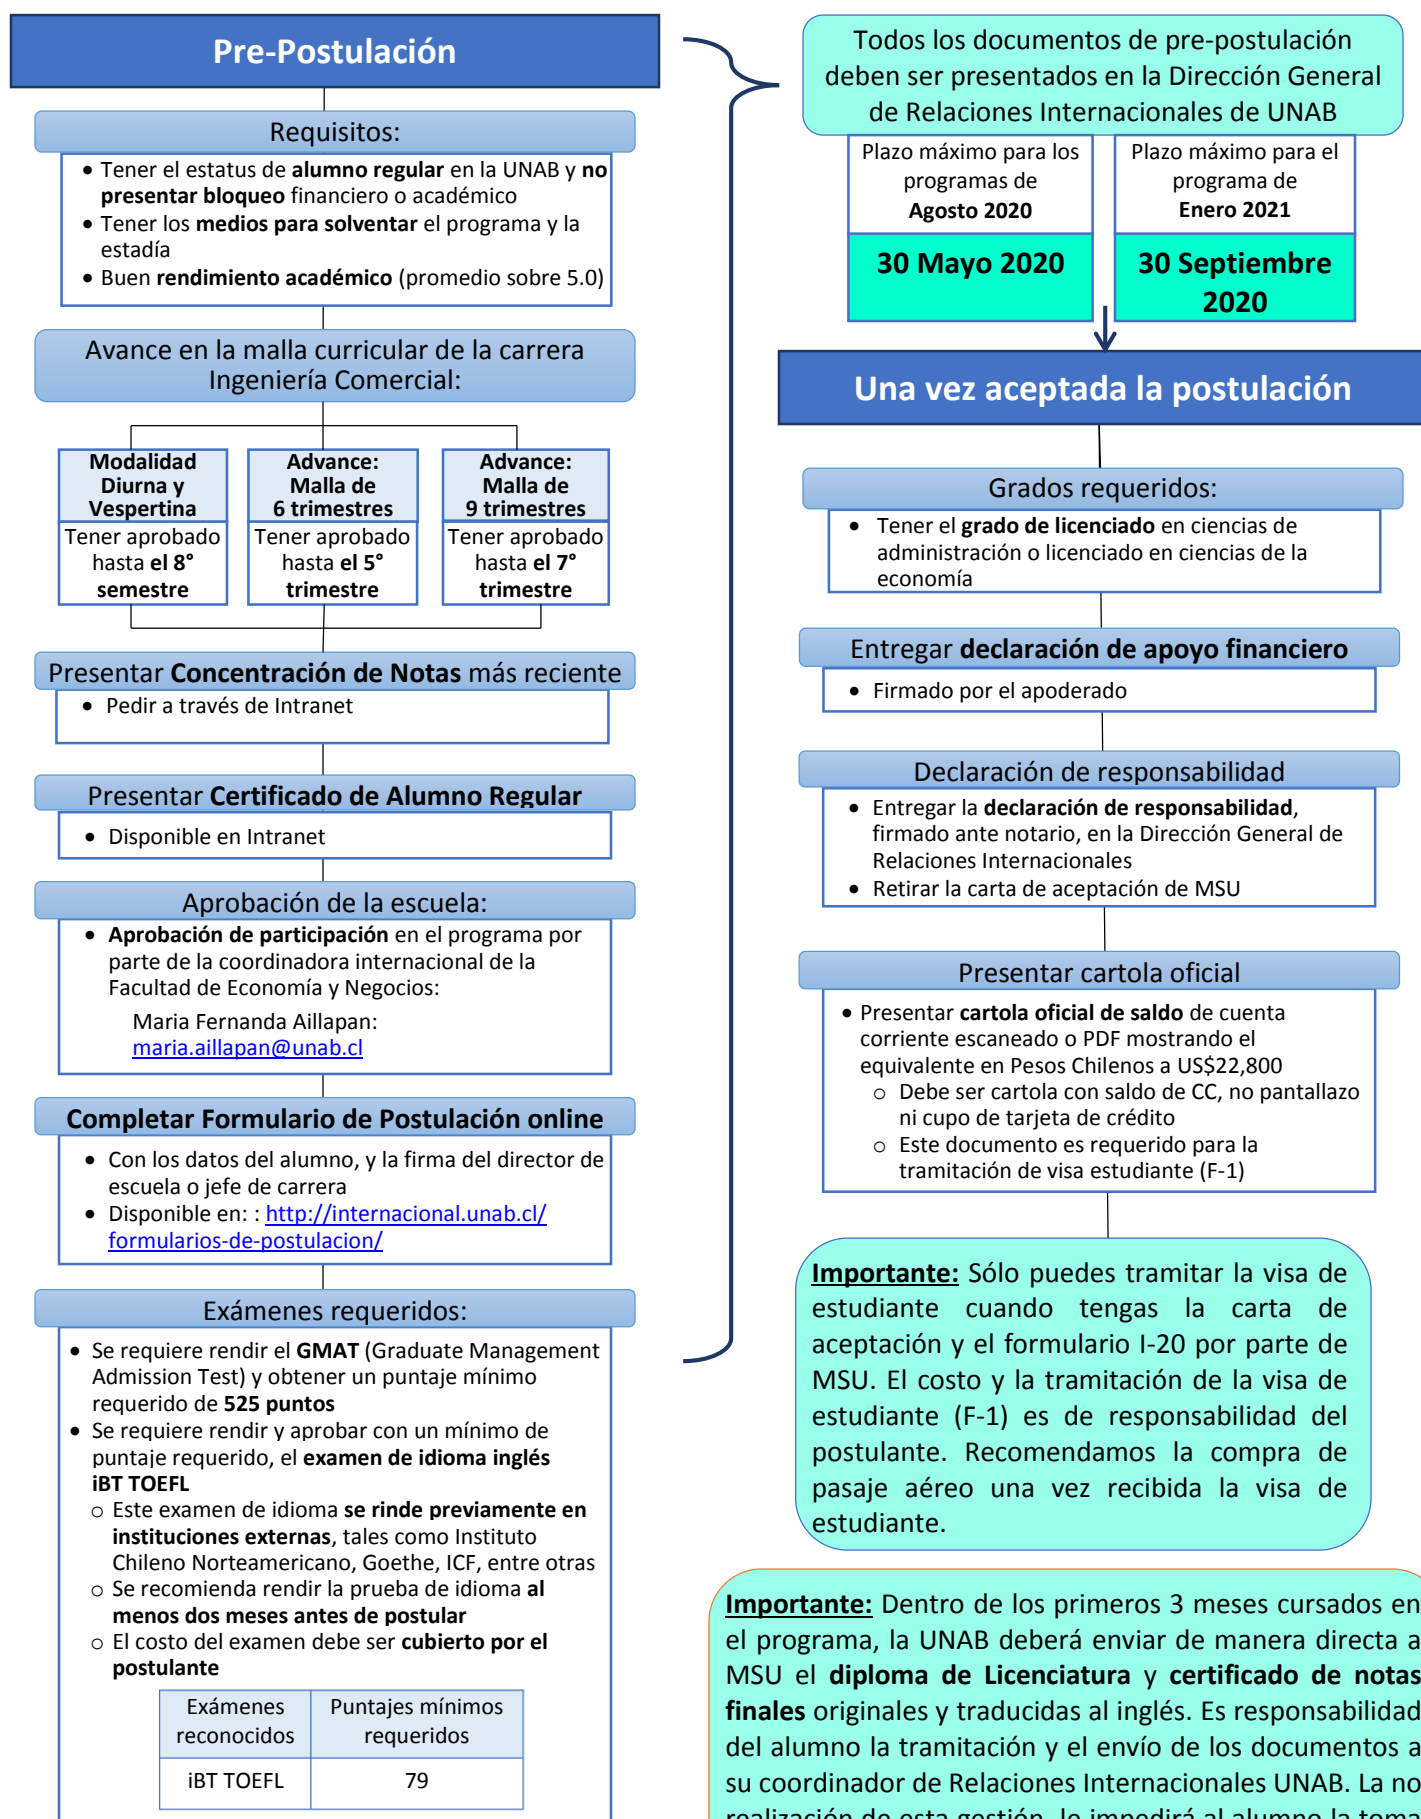 Pre-Postulación
Requisitos:
• Tener el estatus de alumno regular en la UNAB y no
presentar bloqueo financiero o académico
• Tener los medios para solventar el programa y la
estadía
• Buen rendimiento académico (promedio sobre 5.0)
Avance en la malla curricular de la carrera
Ingeniería Comercial:
Modalidad
Diurna y
Vespertina
Tener aprobado
hasta el 8°
semestre
Advance:
Malla de
6 trimestres
Tener aprobado
hasta el 5°
trimestre
Advance:
Malla de
9 trimestres
Tener aprobado
hasta el 7°
trimestre
Presentar Concentración de Notas más reciente
• Pedir a través de Intranet
Presentar Certificado de Alumno Regular
• Disponible en Intranet
Aprobación de la escuela:
• Aprobación de participación en el programa por
parte de la coordinadora internacional de la
Facultad de Economía y Negocios:
Maria Fernanda Aillapan:
maria.aillapan@unab.cl
Completar Formulario de Postulación online
• Con los datos del alumno, y la firma del director de
escuela o jefe de carrera
• Disponible en: : http://internacional.unab.cl/
formularios-de-postulacion/
Exámenes requeridos:
• Se requiere rendir el GMAT (Graduate Management
Admission Test) y obtener un puntaje mínimo
requerido de 525 puntos
• Se requiere rendir y aprobar con un mínimo de
puntaje requerido, el examen de idioma inglés
iBT TOEFL
o Este examen de idioma se rinde previamente en
instituciones externas, tales como Instituto
Chileno Norteamericano, Goethe, ICF, entre otras
o Se recomienda rendir la prueba de idioma al
menos dos meses antes de postular
o El costo del examen debe ser cubierto por el
postulante
Exámenes
reconocidos
Puntajes mínimos
requeridos
iBT TOEFL
79
Todos los documentos de pre-postulación
deben ser presentados en la Dirección General
de Relaciones Internacionales de UNAB
Plazo máximo para los
programas de
Agosto 2020
30 Mayo 2020
Plazo máximo para el
programa de
Enero 2021
30 Septiembre
2020
Una vez aceptada la postulación
Grados requeridos:
• Tener el grado de licenciado en ciencias de
administración o licenciado en ciencias de la
economía
Entregar declaración de apoyo financiero
• Firmado por el apoderado
Declaración de responsabilidad
• Entregar la declaración de responsabilidad,
firmado ante notario, en la Dirección General de
Relaciones Internacionales
• Retirar la carta de aceptación de MSU
Presentar cartola oficial
• Presentar cartola oficial de saldo de cuenta
corriente escaneado o PDF mostrando el
equivalente en Pesos Chilenos a US$22,800
o Debe ser cartola con saldo de CC, no pantallazo
ni cupo de tarjeta de crédito
o Este documento es requerido para la
tramitación de visa estudiante (F-1)
Importante: Sólo puedes tramitar la visa de
estudiante cuando tengas la carta de
aceptación y el formulario I-20 por parte de
MSU. El costo y la tramitación de la visa de
estudiante (F-1) es de responsabilidad del
postulante. Recomendamos la compra de
pasaje aéreo una vez recibida la visa de
estudiante.
Importante: Dentro de los primeros 3 meses cursados en
el programa, la UNAB deberá enviar de manera directa a
MSU el diploma de Licenciatura y certificado de notas
finales originales y traducidas al inglés. Es responsabilidad
del alumno la tramitación y el envío de los documentos a
su coordinador de Relaciones Internacionales UNAB. La no
realización de esta gestión, le impedirá al alumno la toma